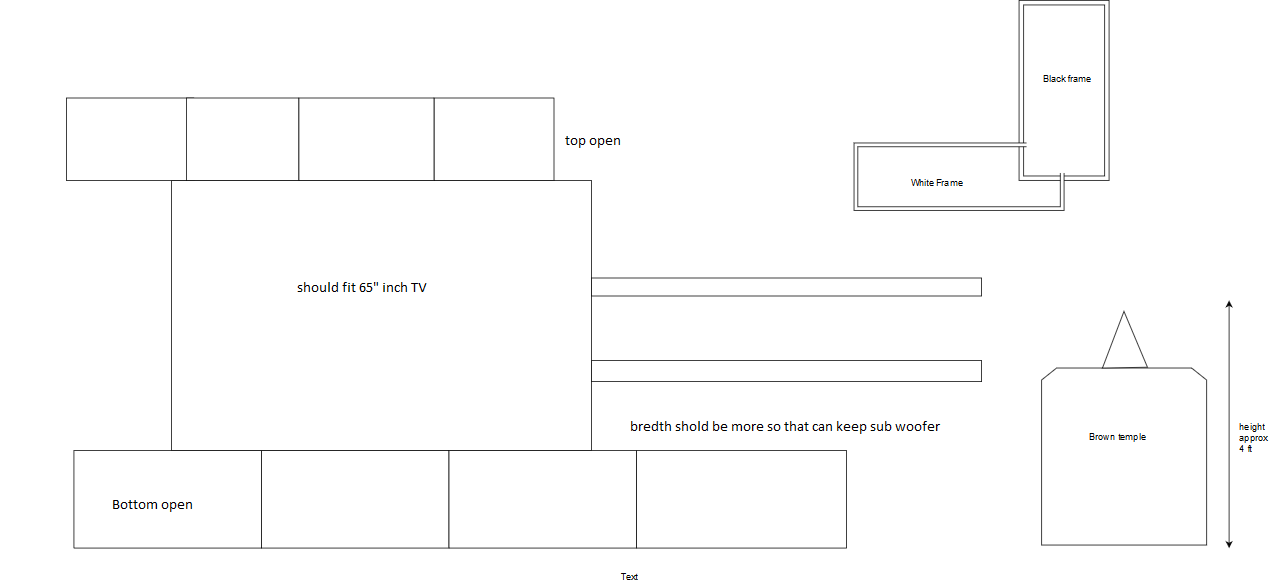 Black frame
top open
White Frame
should fit 65" inch TV
bredth shold be more so that can keep sub woofer
Brown temple
height
approx
4 ft
Bottom open
Text